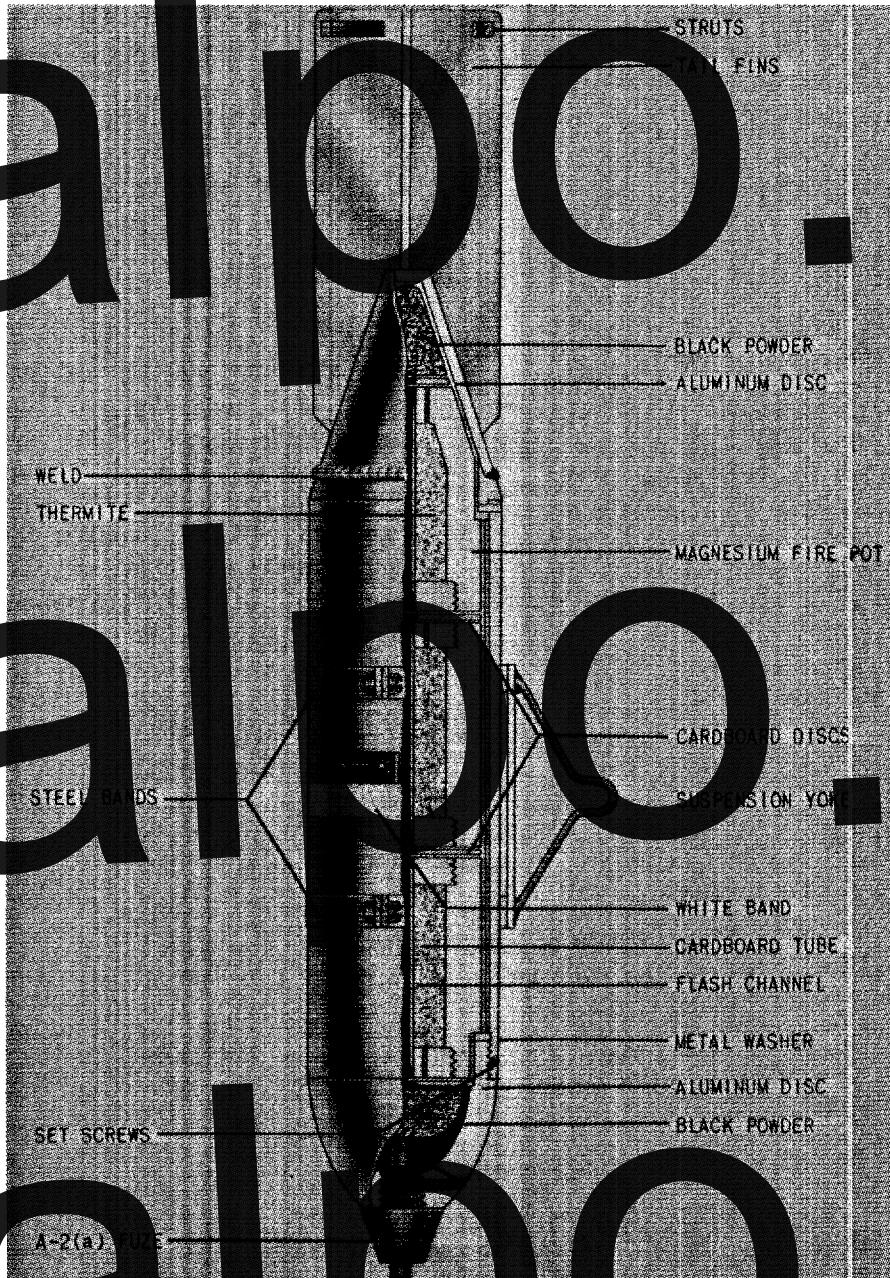 STRUTS
TAIL FINS
BLACK POWDER
ALUMINUM DISC
WELD
THERMITE
MAGNESIUM FIRE POT
CARDBOARD DISCS
STEEL BANDS
SUSPENSION YOKE
WHITE BAND
CARDBOARD TUBE
FLASH CHANNEL
METAL WASHER
ALUMINUM DISC
BLACK POWDER
SET SCREWS
A-2(a) FUZE
alpo.
alpo.
alpo.